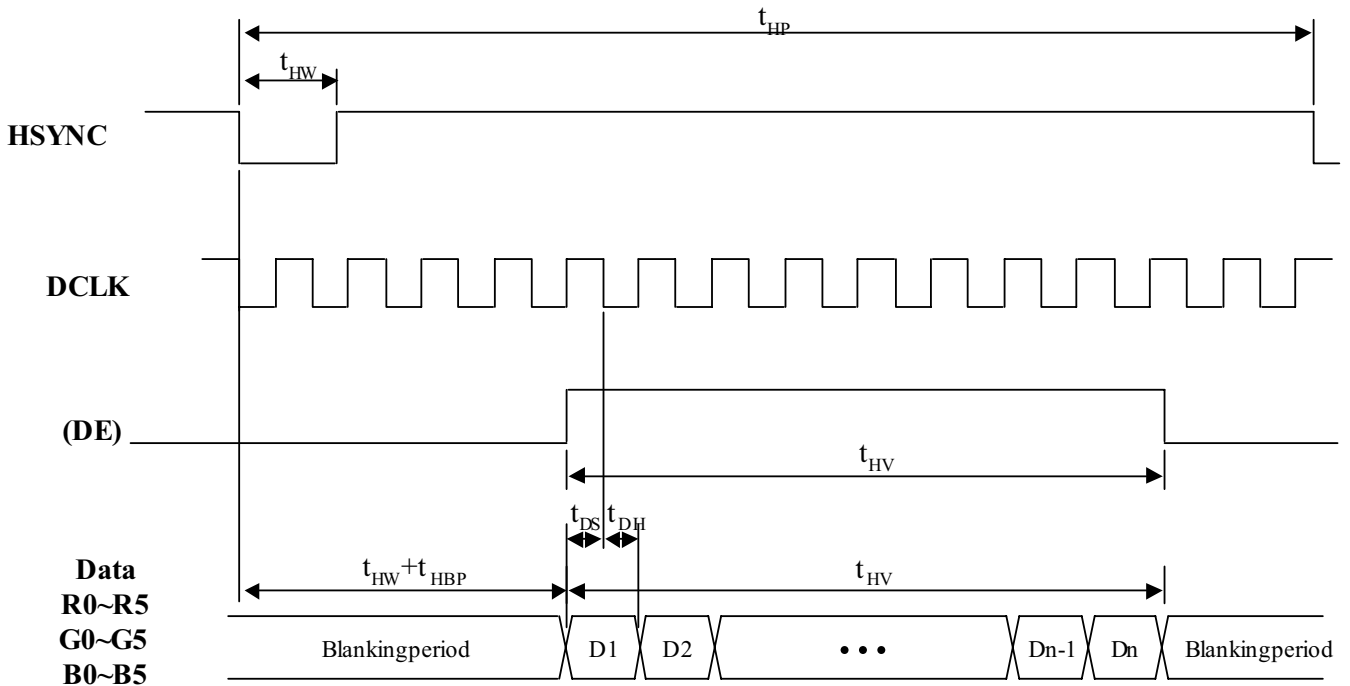 tHP
tHW
HSYNC
DCLK
(DE)
tHV
tDS tDH
Data
R0~R5
G0~G5
B0~B5
tHW+tHBP
tHV
Blankingperiod D1 D2 ••• Dn-1 Dn Blankingperiod